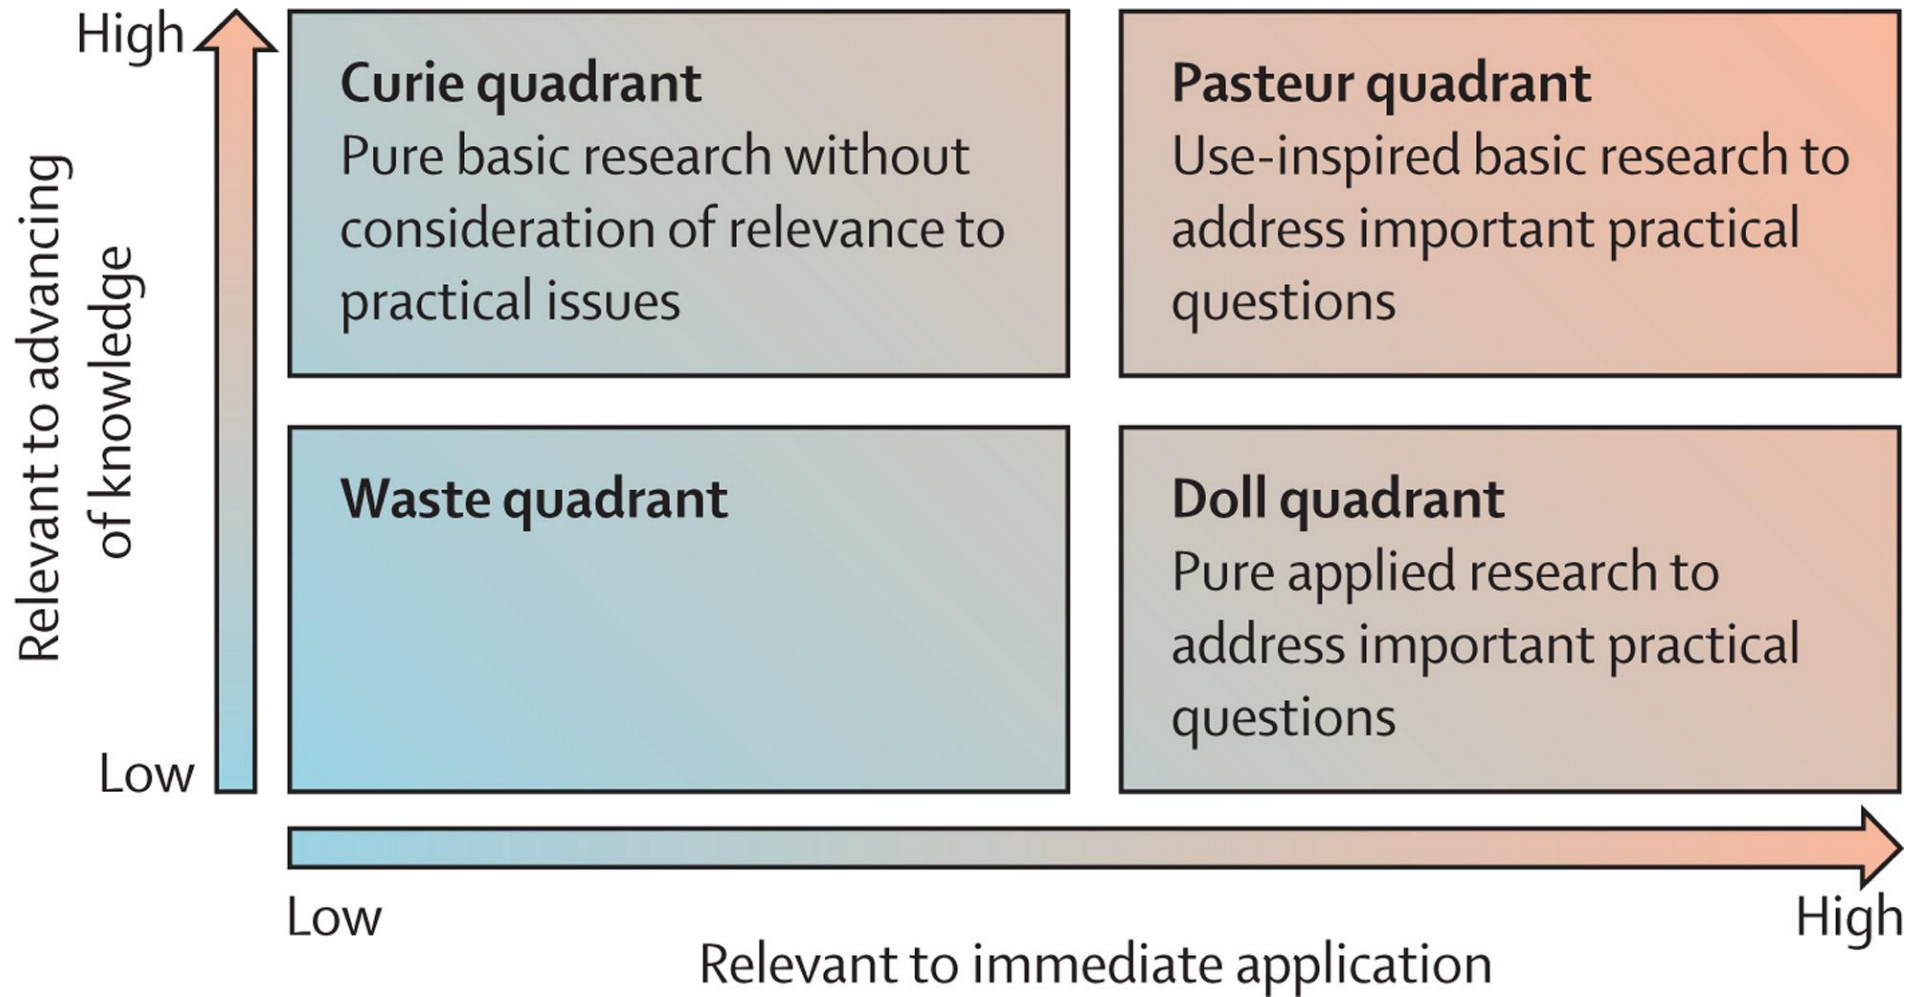 High
Curie quadrant
Pure basic research without
consideration of relevance to
practical issues
Pasteur quadrant
Use-inspired basic research to
address important practical
questions
Relevant to advancing
of knowledge
Waste quadrant
Doll quadrant
Pure applied research to
address important practical
questions
Low
Low
High
Relevant to immediate application